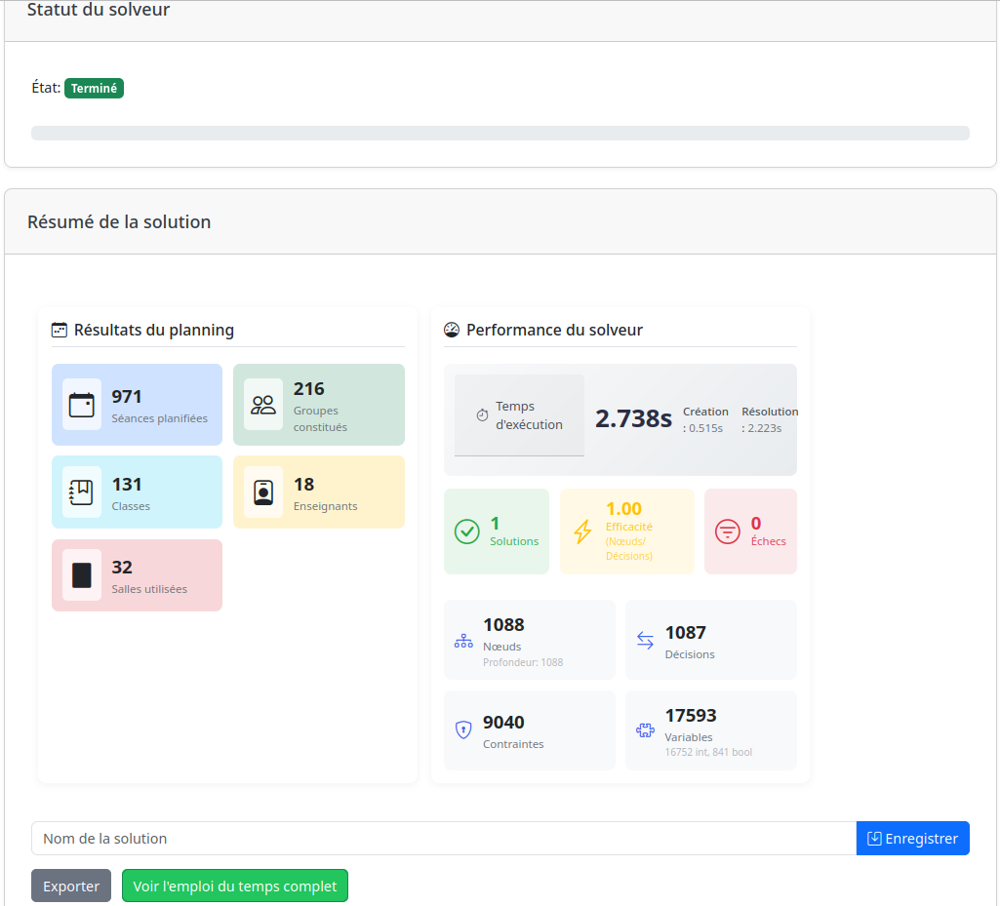 Statut du solveur
État: Terminé
Résumé de la solution
Résultats du planning
971
Séances planifiées
216
Groupes
constitués
131
Classes
18
Enseignants
32
Salles utilisées
Performance du solveur
Temps
d'exécution
2.738s
Création
: 0.515s
Résolution
: 2.223s
1
Solutions
1.00
Efficacité
(Nœuds/
Décisions)
0
Échecs
1088
Nœuds
Profondeur: 1088
1087
Décisions
9040
Contraintes
17593
Variables
16752 int, 841 bool
Nom de la solution
Enregistrer
Exporter
Voir l'emploi du temps complet